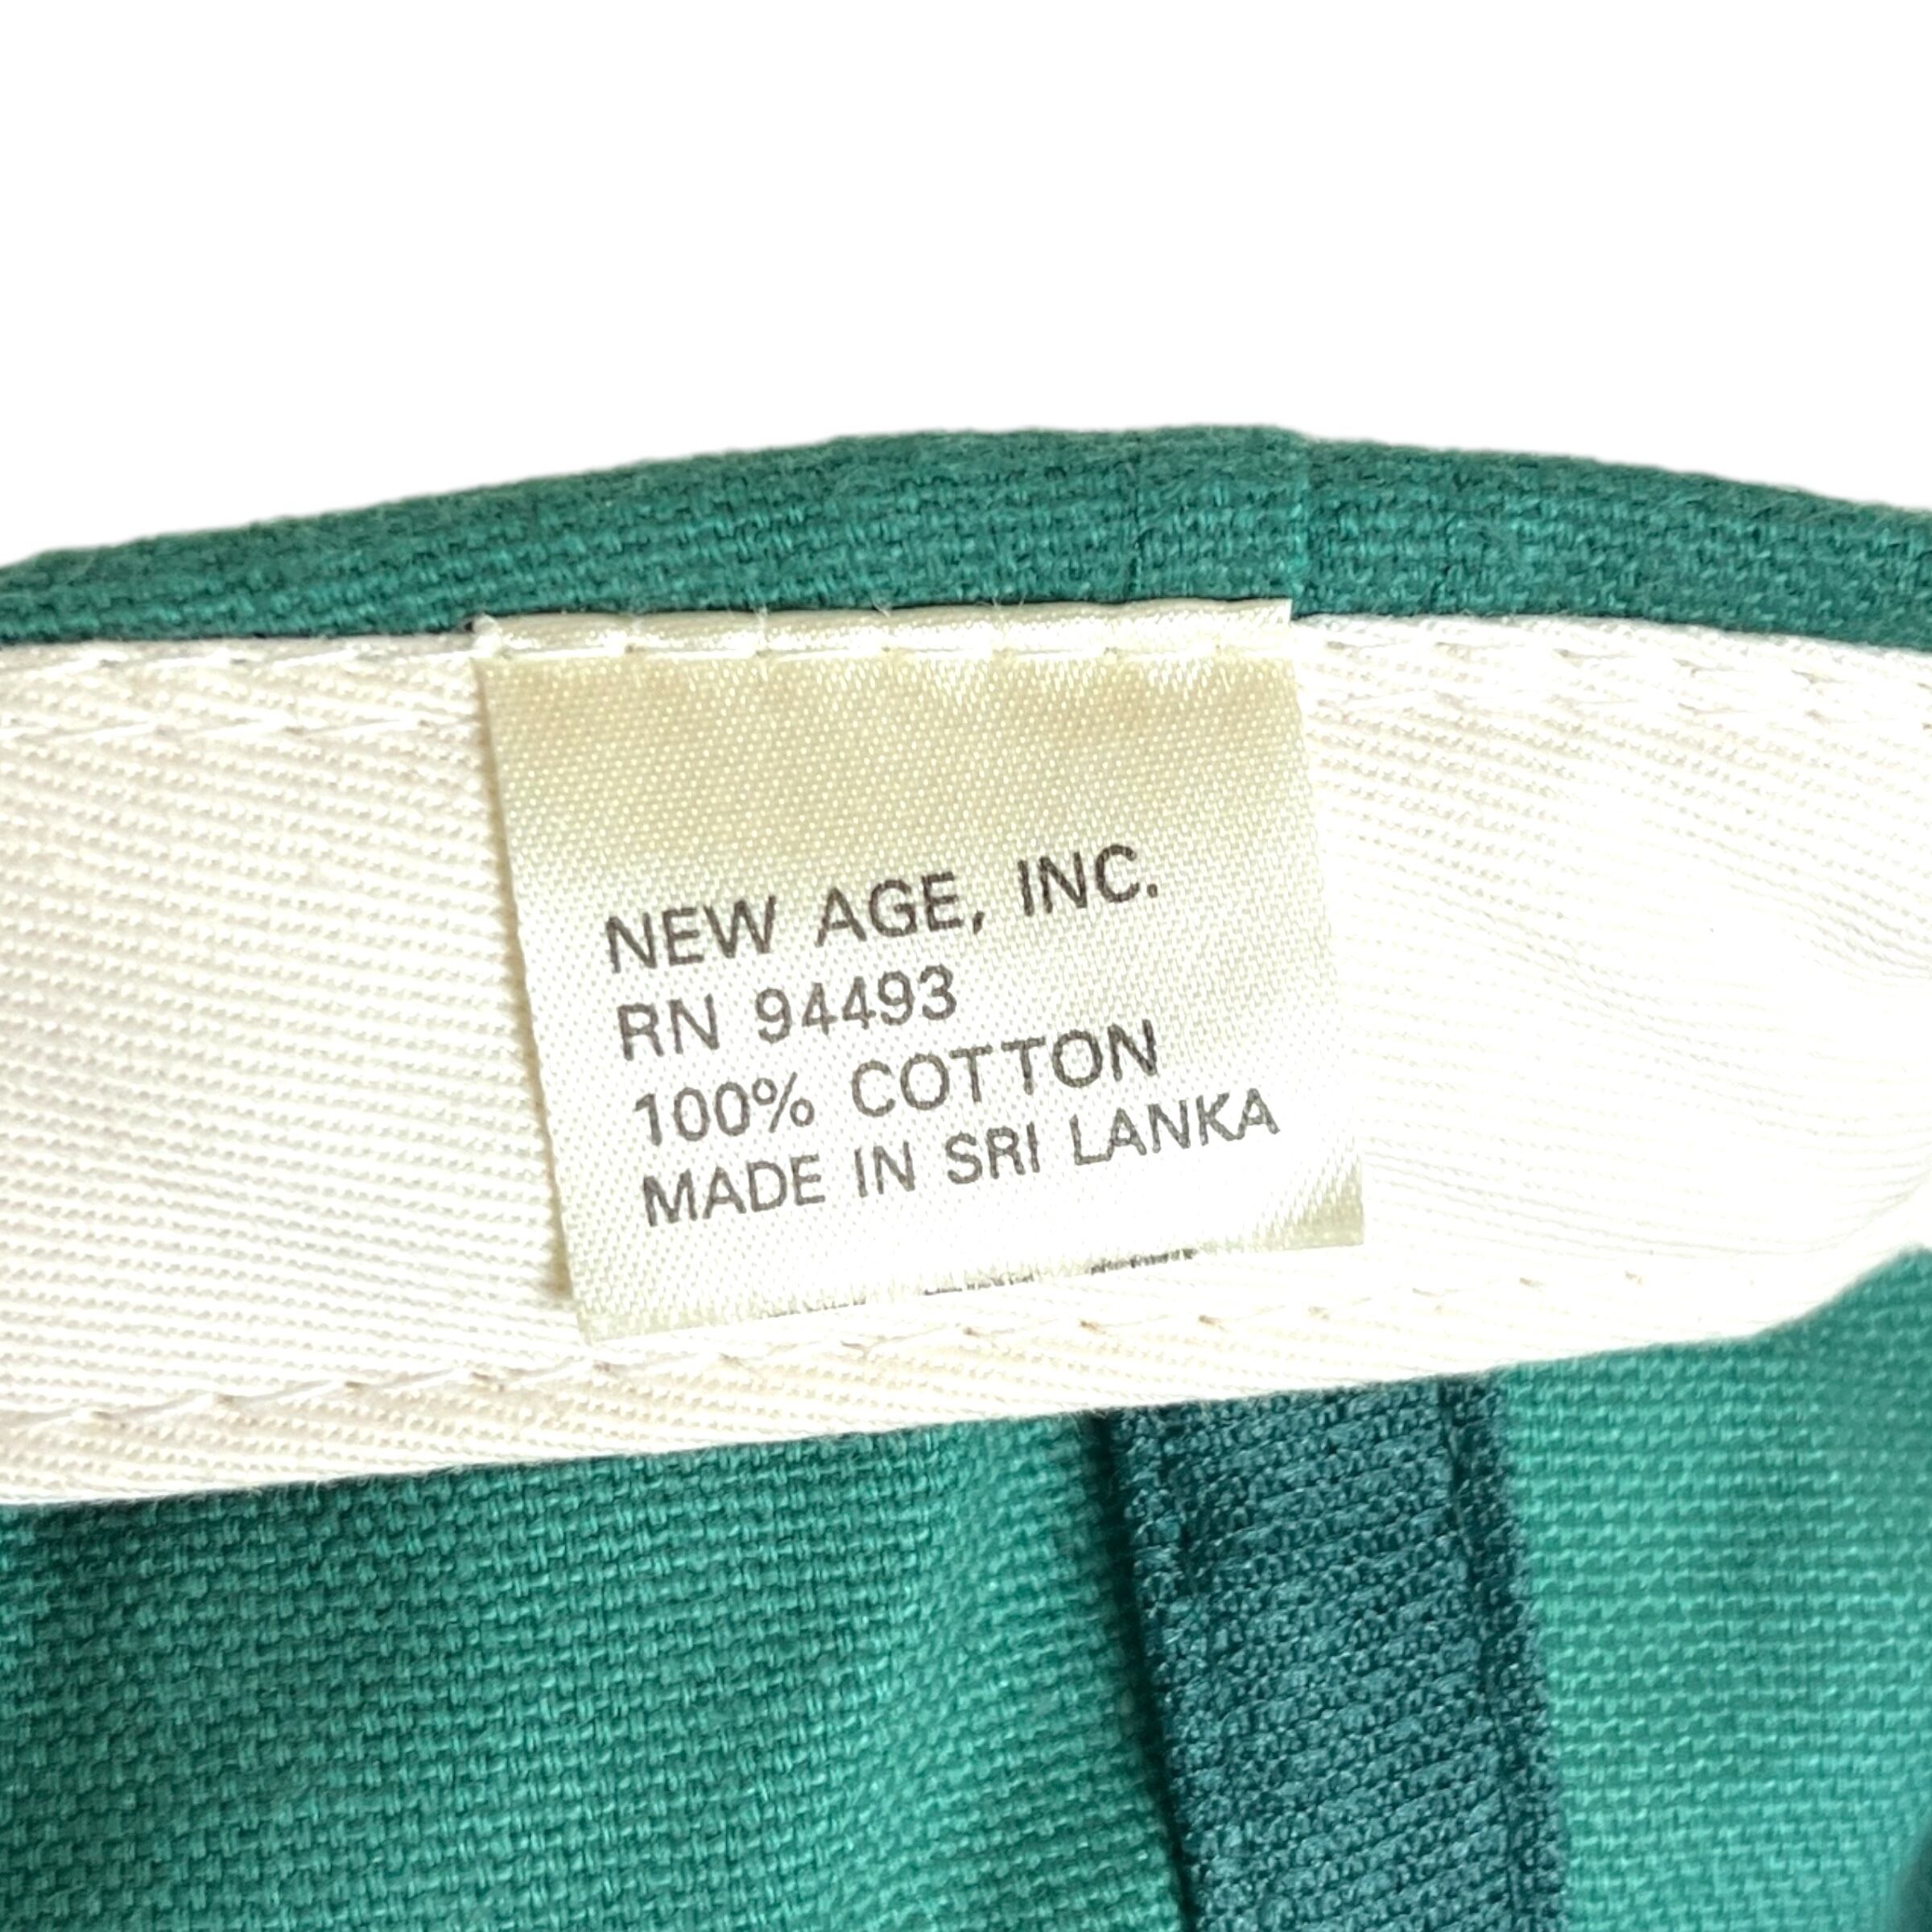 NEW AGE, INC.
RN 94493
100% COTTON
MADE IN SRI LANKA